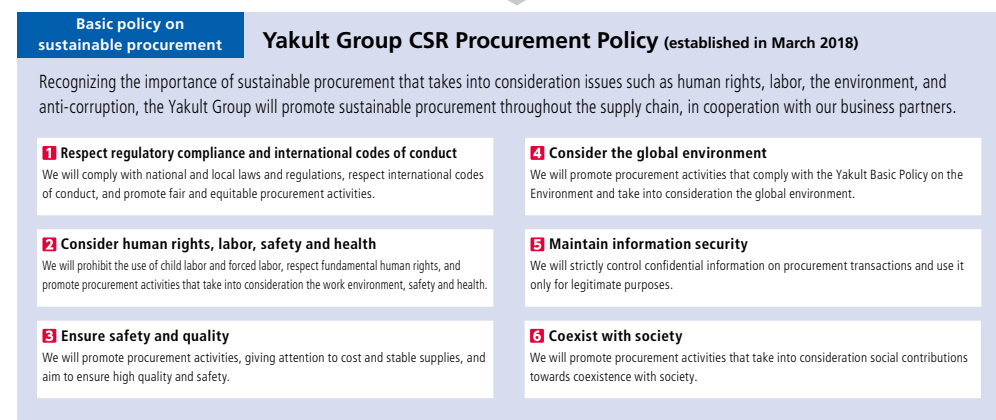 Basic policy on
sustainable procurement
Yakult Group CSR Procurement Policy (established in March 2018)
Recognizing the importance of sustainable procurement that takes into consideration issues such as human rights, labor, the environment, and
anti-corruption, the Yakult Group will promote sustainable procurement throughout the supply chain, in cooperation with our business partners.
1 Respect regulatory compliance and international codes of conduct
We will comply with national and local laws and regulations, respect international codes
of conduct, and promote fair and equitable procurement activities.
2 Consider human rights, labor, safety and health
We will prohibit the use of child labor and forced labor, respect fundamental human rights, and
promote procurement activities that take into consideration the work environment, safety and health.
3 Ensure safety and quality
We will promote procurement activities, giving attention to cost and stable supplies, and
aim to ensure high quality and safety.
4 Consider the global environment
We will promote procurement activities that comply with the Yakult Basic Policy on the
Environment and take into consideration the global environment.
5 Maintain information security
We will strictly control confidential information on procurement transactions and use it
only for legitimate purposes.
6 Coexist with society
We will promote procurement activities that take into consideration social contributions
towards coexistence with society.